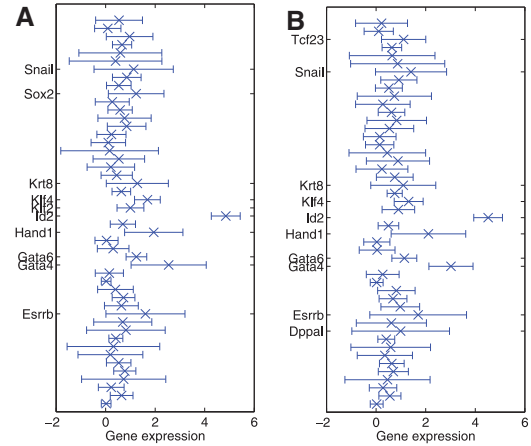 A
Snail
Sox2
Krt8
Klf4
Klf5
Id2
Hand1
Gata6
Gata4
Esrrb
−2 0 2 4 6
Gene expression
B
Tcf23
Snail
Krt8
Klf4
Id2
Hand1
Gata6
Gata4
Esrrb
Dppal
−2 0 2 4 6
Gene expression